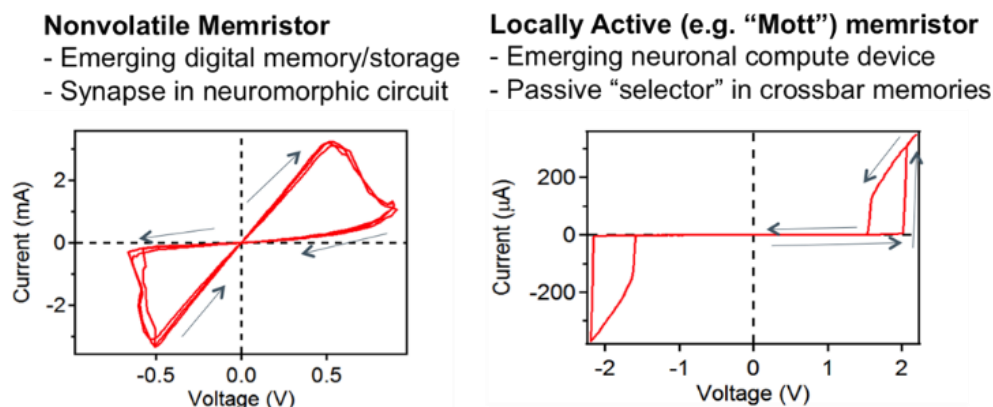 Nonvolatile Memristor
- Emerging digital memory/storage
- Synapse in neuromorphic circuit
Current (mA)
2
0
-2
-0.5
0.0
0.5
Voltage (V)
Locally Active (e.g. “Mott”) memristor
- Emerging neuronal compute device
- Passive “selector” in crossbar memories
Current (µA)
200
0
-200
-2
-1
0
1
2
Voltage (V)